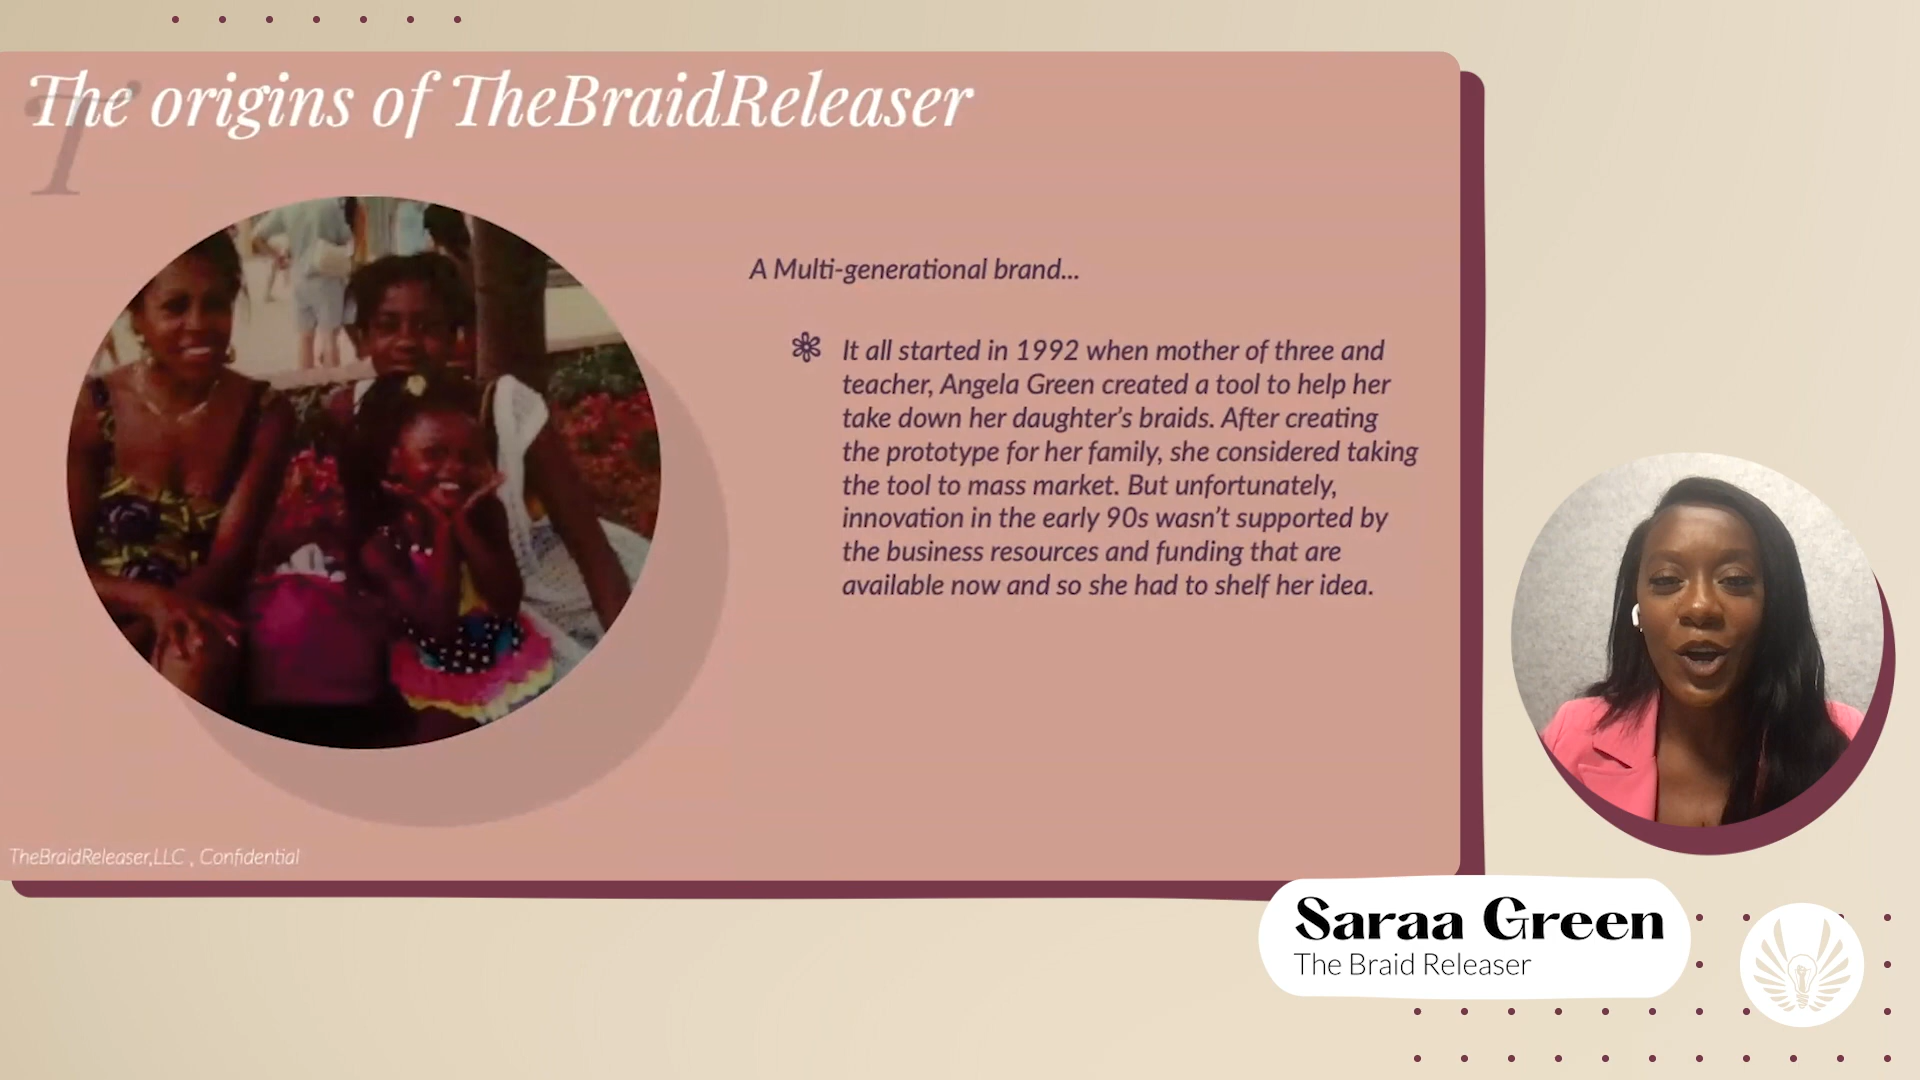 The origins of TheBraidReleaser
T
A Multi-generational brand...
It all started in 1992 when mother of three and
teacher, Angela Green created a tool to help her
take down her daughter's braids. After creating
the prototype for her family, she considered taking
the tool to mass market. But unfortunately,
innovation in the early 90s wasn't supported by
the business resources and funding that are
available now and so she had to shelf her idea.
TheBraidReleaser,LLC , Confidential
Saraa Green
The Braid Releaser